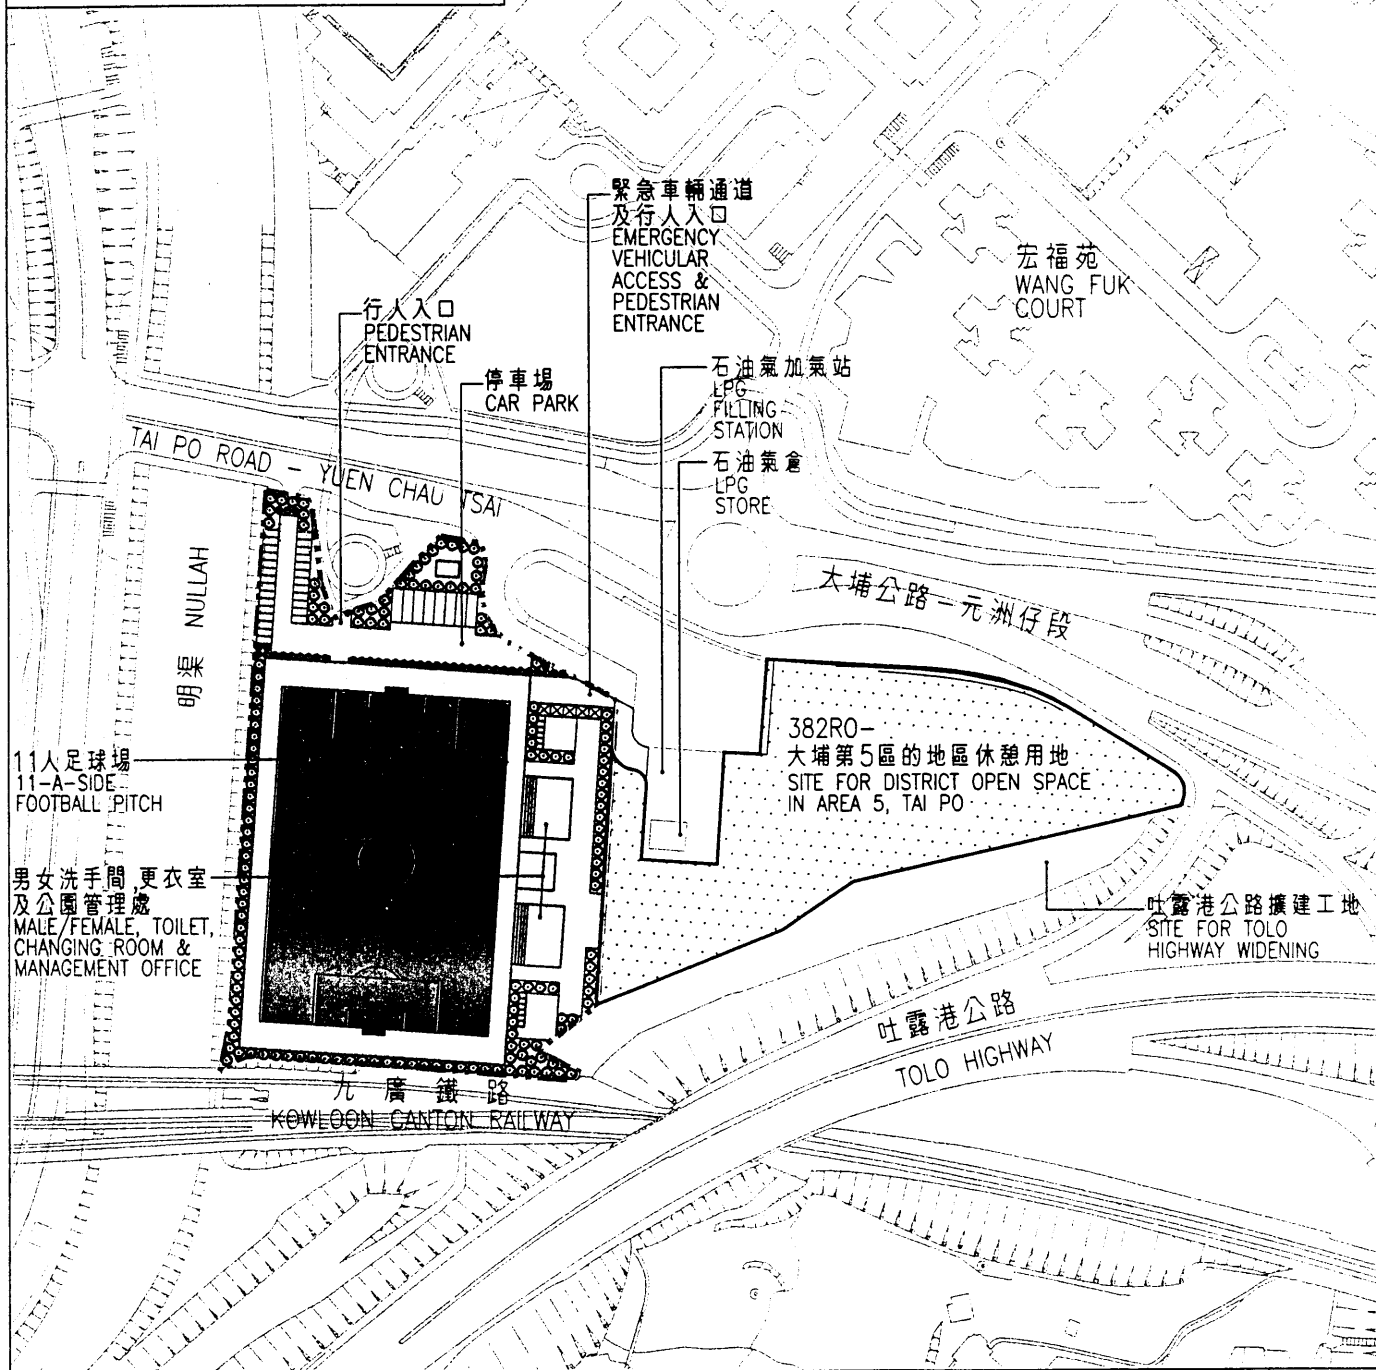 緊急車輛通道
及行人入口
EMERGENCY
VEHICULAR
ACCESS &
PEDESTRIAN
ENTRANCE
宏福苑
WANG FUK
COURT
行人入口
PEDESTRIAN
ENTRANCE
停車場
CAR PARK
石油氣加氣站
LPG
FILLING
STATION
石油氣倉
LPG
STORE
TAI PO ROAD - YUEN CHAU TSAI
大埔公路-元洲仔段
明渠 NULLAH
382RO-
大埔第5區的地區休憩用地
SITE FOR DISTRICT OPEN SPACE
IN AREA 5, TAI PO
11人足球場
11-A-SIDE
FOOTBALL PITCH
男女洗手間,更衣室
及公園管理處
MALE/FEMALE, TOILET,
CHANGING ROOM &
MANAGEMENT OFFICE
吐露港公路擴建工地
SITE FOR TOLO
HIGHWAY WIDENING
吐露港公路
TOLO HIGHWAY
九廣鐵路
KOWLOON CANTON RAILWAY